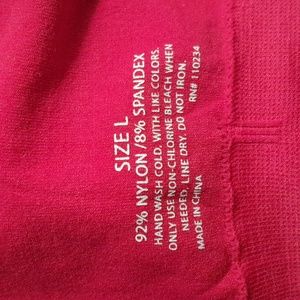 SIZE L
92% NYLON/8% SPANDEX
HAND WASH COLD. WITH LIKE COLORS.
ONLY USE NON-CHLORINE BLEACH WHEN
NEEDED. LINE DRY. DO NOT IRON.
MADE IN CHINA RN# 110234